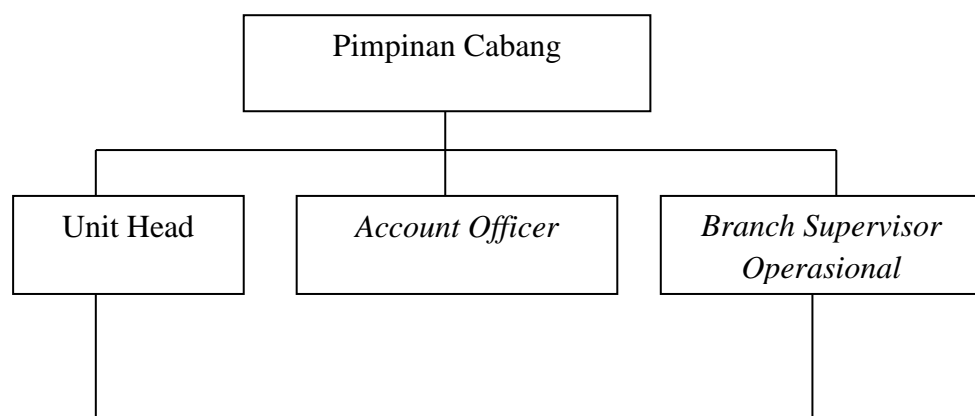 Pimpinan Cabang
Unit Head
Account Officer
Branch Supervisor
Operasional